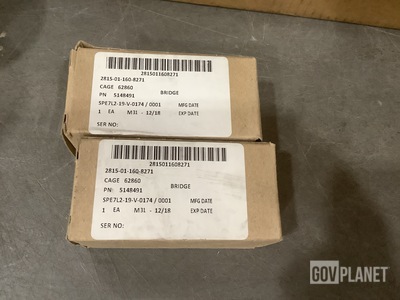 2815011608271
2815-01-160-8271
CAGE 62860
PN 5148491 BRIDGE
SPE7L2-19-V-0174 / 0001 MFG DATE
1 EA M31 - 12/18 EXP DATE
SER NO:
2815011608271
2815-01-160-8271
CAGE 62860
PN: 5148491 BRIDGE
SPE7L2-19-V-0174 / 0001 MFG DATE
1 EA M31 - 12/18 EXP DATE
SER NO:
GOVPLANET